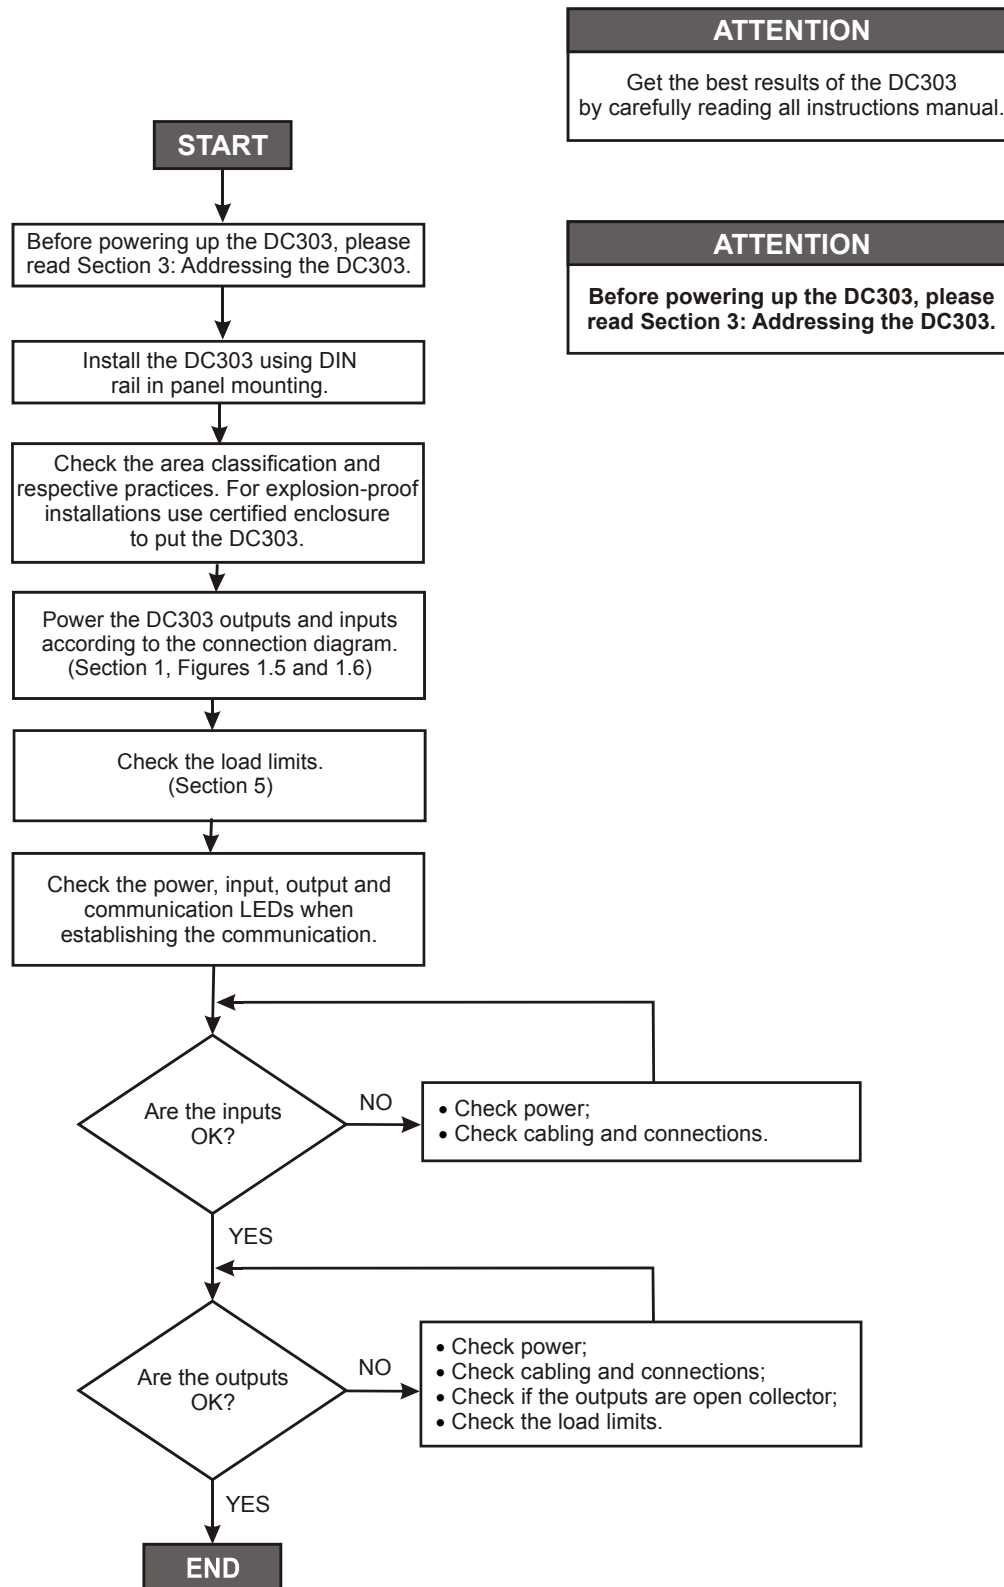 ATTENTION
Get the best results of the DC303
by carefully reading all instructions manual.
START
Before powering up the DC303, please
read Section 3: Addressing the DC303.
ATTENTION
Before powering up the DC303, please
read Section 3: Addressing the DC303.
Install the DC303 using DIN
rail in panel mounting.
Check the area classification and
respective practices. For explosion-proof
installations use certified enclosure
to put the DC303.
Power the DC303 outputs and inputs
according to the connection diagram.
(Section 1, Figures 1.5 and 1.6)
Check the load limits.
(Section 5)
Check the power, input, output and
communication LEDs when
establishing the communication.
Are the inputs
OK?
NO
• Check power;
• Check cabling and connections.
YES
Are the outputs
OK?
NO
• Check power;
• Check cabling and connections;
• Check if the outputs are open collector;
• Check the load limits.
YES
END